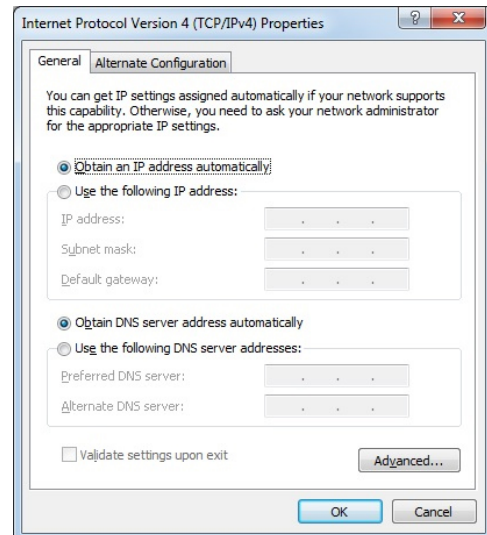 Internet Protocol Version 4 (TCP/IPv4) Properties
General
Alternate Configuration
You can get IP settings assigned automatically if your network supports
this capability. Otherwise, you need to ask your network administrator
for the appropriate IP settings.
Obtain an IP address automatically
Use the following IP address:
IP address:
Subnet mask:
Default gateway:
Obtain DNS server address automatically
Use the following DNS server addresses:
Preferred DNS server:
Alternate DNS server:
Validate settings upon exit
Advanced...
OK
Cancel